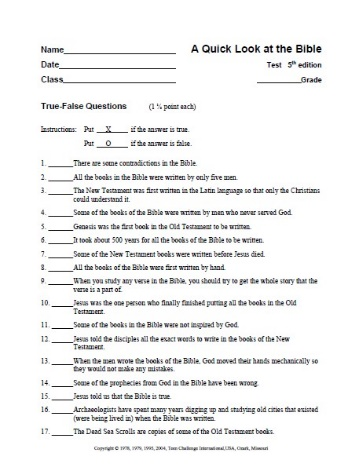 Name____________________ A Quick Look at the Bible
Date____________________ Test 5th edition
Class____________________ __________Grade
True-False Questions (1 ¼ point each)
Instructions: Put __X__ if the answer is true.
Put __O__ if the answer is false.
1. ______There are some contradictions in the Bible.
2. ______All the books in the Bible were written by only five men.
3. ______The New Testament was first written in the Latin language so that only the Christians
could understand it.
4. ______Some of the books of the Bible were written by men who never served God.
5. ______Genesis was the first book in the Old Testament to be written.
6. ______It took about 500 years for all the books of the Bible to be written.
7. ______Some of the New Testament books were written before Jesus died.
8. ______All the books of the Bible were first written by hand.
9. ______When you study any verse in the Bible, you should try to get the whole story that the
verse is a part of.
10. ______Jesus was the one person who finally finished putting all the books in the Old
Testament.
11. ______Some of the books in the Bible were not inspired by God.
12. ______Jesus told the disciples all the exact words to write in the books of the New
Testament.
13. ______When the men wrote the books of the Bible, God moved their hands mechanically so
they would not make any mistakes.
14. ______Some of the prophecies from God in the Bible have been wrong.
15. ______Jesus told us that the Bible is true.
16. ______Archaeologists have spent many years digging up and studying old cities that existed
(were being lived in) when the Bible was written.
17. ______The Dead Sea Scrolls are copies of some of the Old Testament books.
Copyright © 1978, 1979, 1995, 2004, Teen Challenge International,USA, Ozark, Missouri